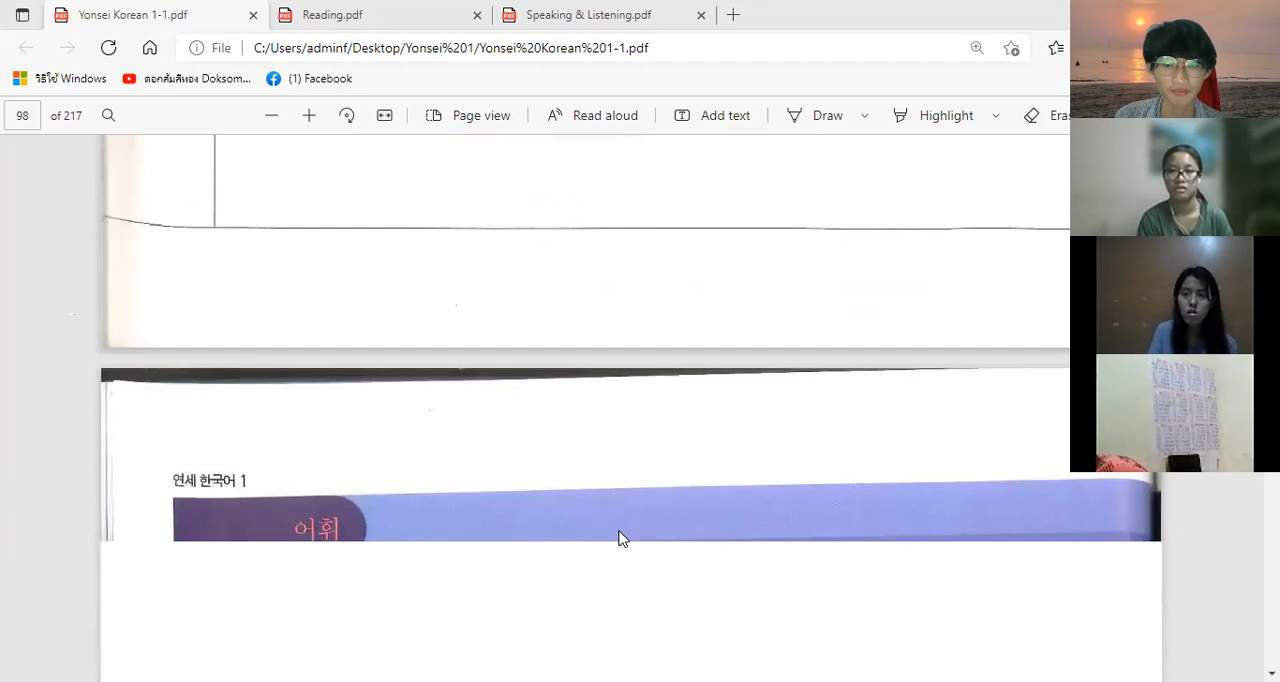 Yonsei Korean 1-1.pdf
Reading.pdf
Speaking & Listening.pdf
File
C:/Users/adminf/Desktop/Yonsei%201/Yonsei%20Korean%201-1.pdf
วิธีใช้ Windows
ดอกส้มสีทอง Doksom...
(1) Facebook
98 of 217
Page view
Read aloud
Add text
Draw
Highlight
Era
연세 한국어 1
어휘